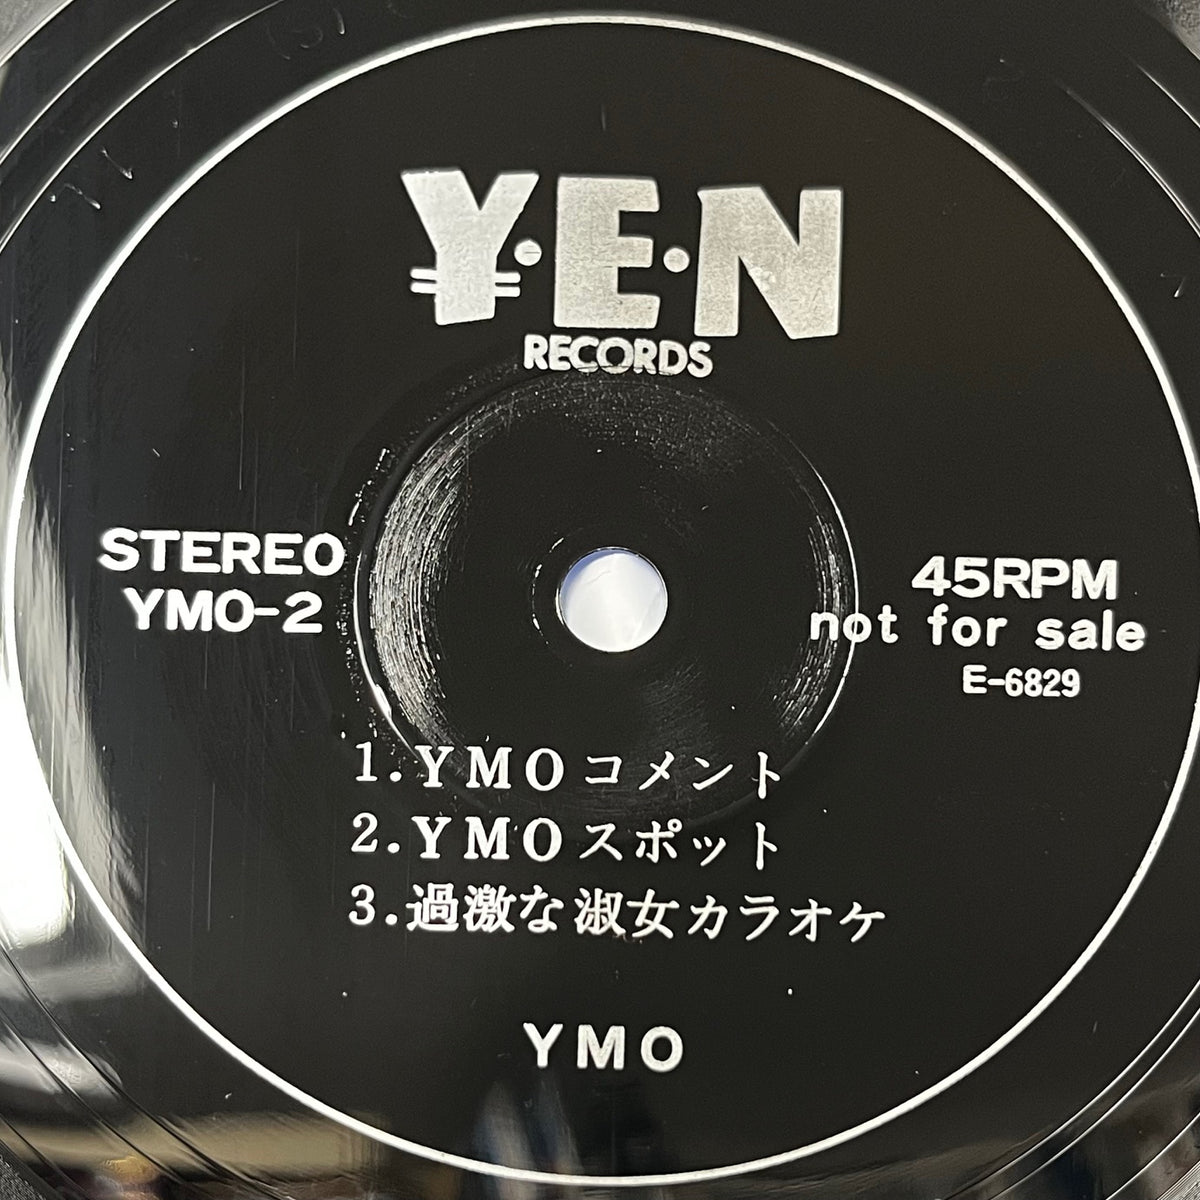 Y·E·N
RECORDS
STEREO
YMO-2
45RPM
not for sale
E-6829
1.YMOコメント
2.YMOスポット
3.過激な淑女カラオケ
YMO